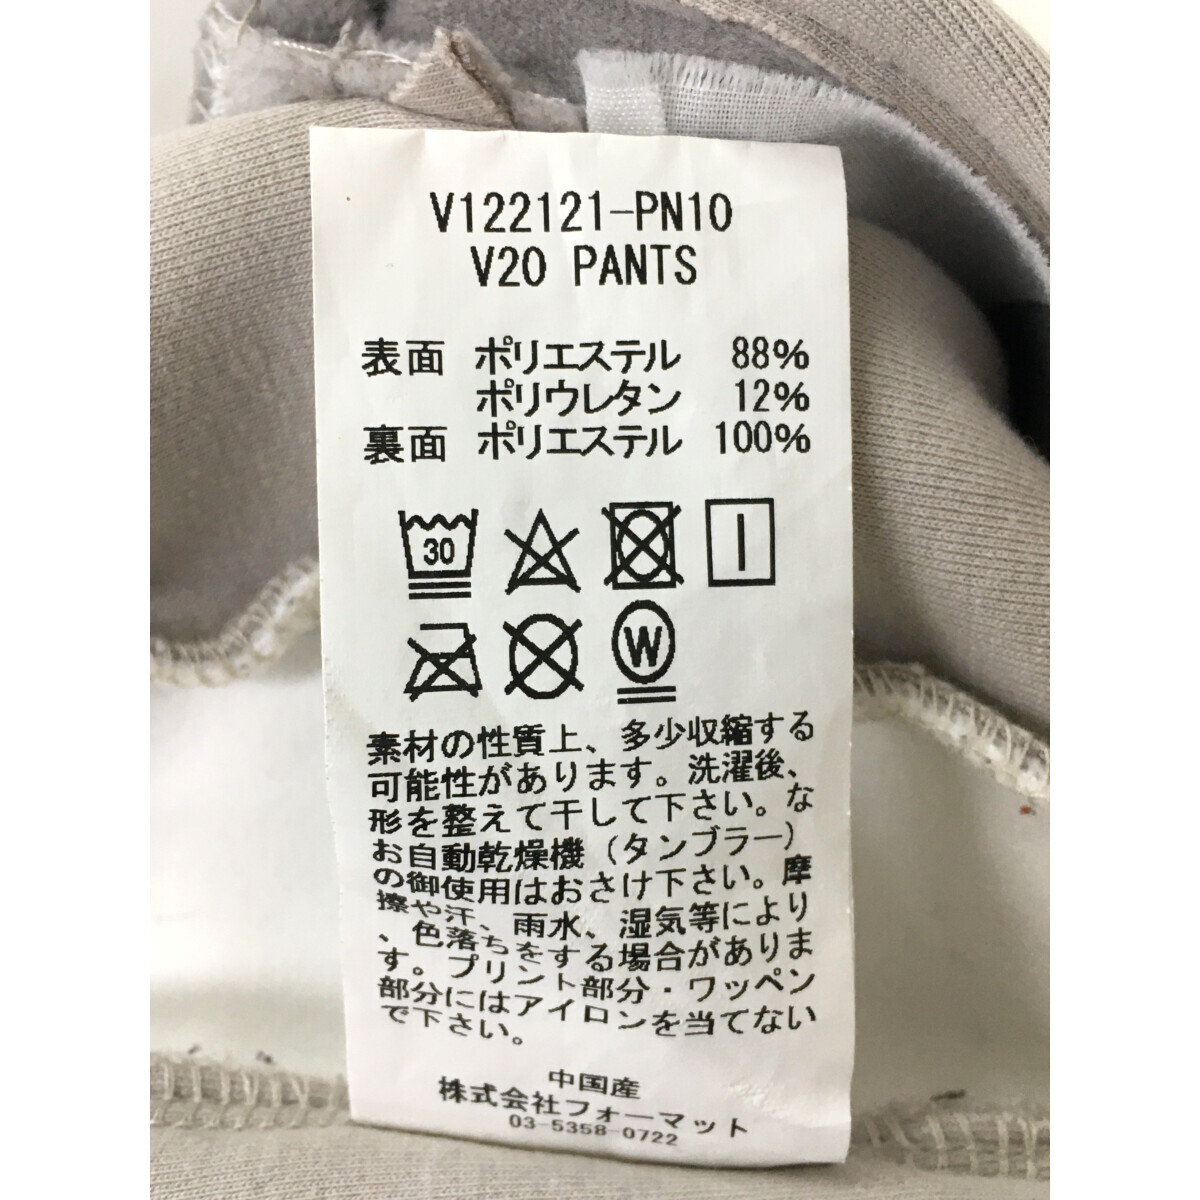 V122121-PN10
V20 PANTS
表面 ポリエステル 88%
ポリウレタン 12%
裏面 ポリエステル 100%
30
W
素材の性質上、多少収縮する
可能性があります。洗濯後、
形を整えて干して下さい。な
お自動乾燥機(タンブラー)
の御使用はおさけ下さい。摩
擦や汗、雨水、湿気等により
、色落ちをする場合がありま
す。プリント部分・ワッペン
部分にはアイロンを当てない
で下さい。
中国産
株式会社フォーマット
03-5358-0722